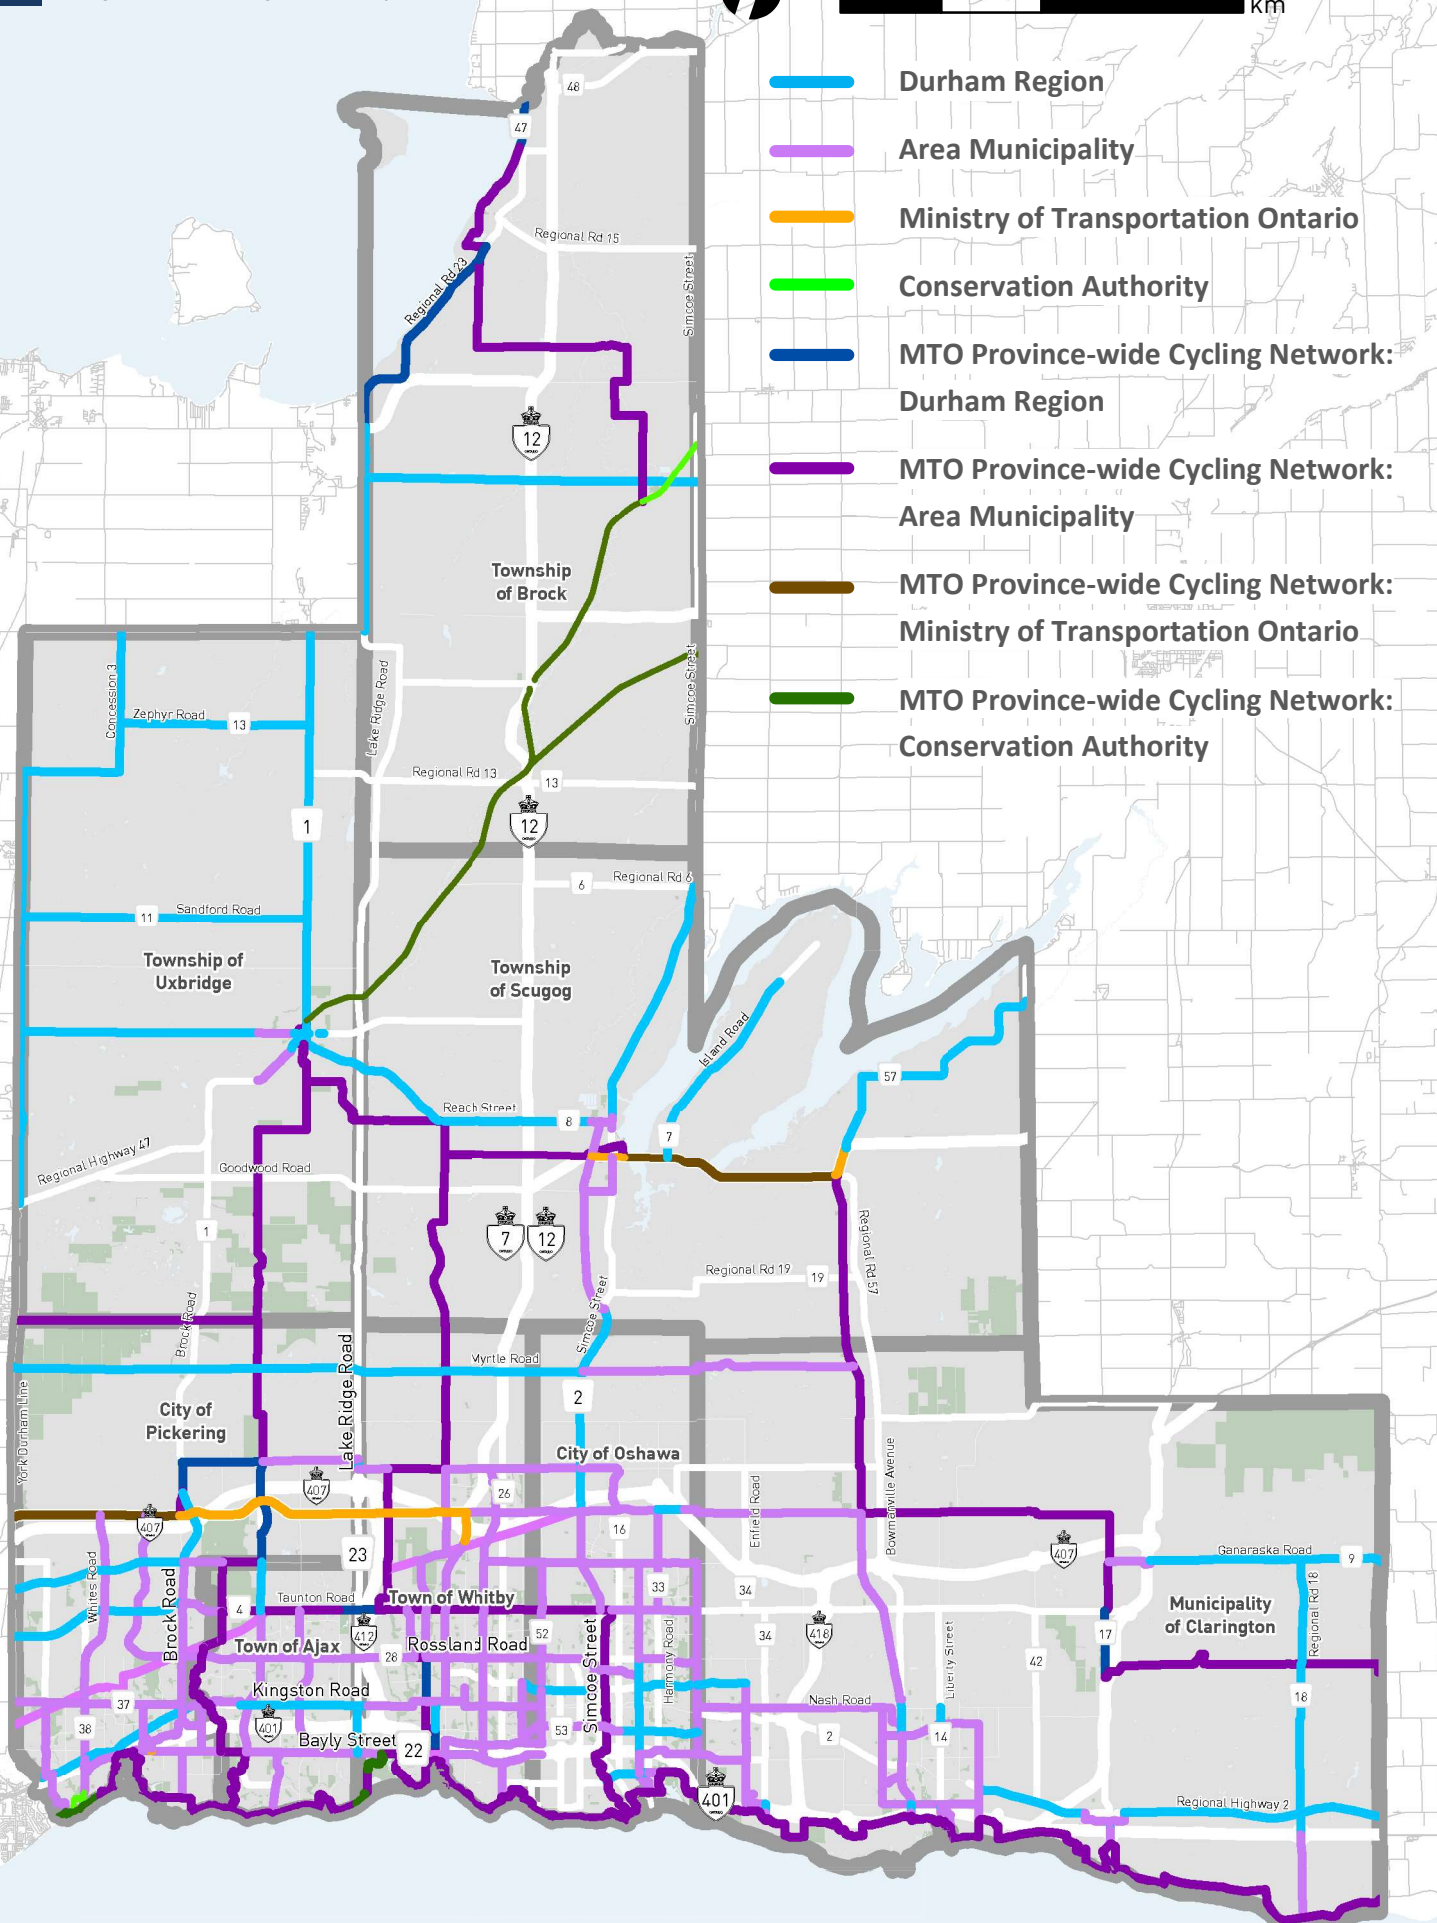 km
Durham Region
Area Municipality
Ministry of Transportation Ontario
Conservation Authority
MTO Province-wide Cycling Network:
Durham Region
MTO Province-wide Cycling Network:
Area Municipality
MTO Province-wide Cycling Network:
Ministry of Transportation Ontario
MTO Province-wide Cycling Network:
Conservation Authority
48
47
Regional Rd 15
Regional Rd 23
Simcoe Street
12
Township
of Brock
Simcoe Street
Concession 3
Zephyr Road
13
Lake Ridge Road
Regional Rd 13
13
1
12
6
Regional Rd 6
11
Sandford Road
Township of
Uxbridge
Township
of Scugog
Island Road
57
Reach Street
8
7
Regional Highway 47
Goodwood Road
1
7
12
Regional Rd 57
Regional Rd 19
19
Brock Road
Simcoe Street
Lake Ridge Road
Myrtle Road
York Durham Line
2
City of
Pickering
City of Oshawa
Bowmanville Avenue
Enfield Road
407
26
407
16
23
407
Ganaraska Road
9
Whites Road
Brock Road
Taunton Road
4
Town of Whitby
33
34
Regional Rd 18
Municipality
of Clarington
412
Town of Ajax
Rossland Road
52
Simcoe Street
Harmony Road
34
418
Liberty Street
17
28
42
Kingston Road
37
Nash Road
18
38
401
Bayly Street
22
53
2
14
401
Regional Highway 2